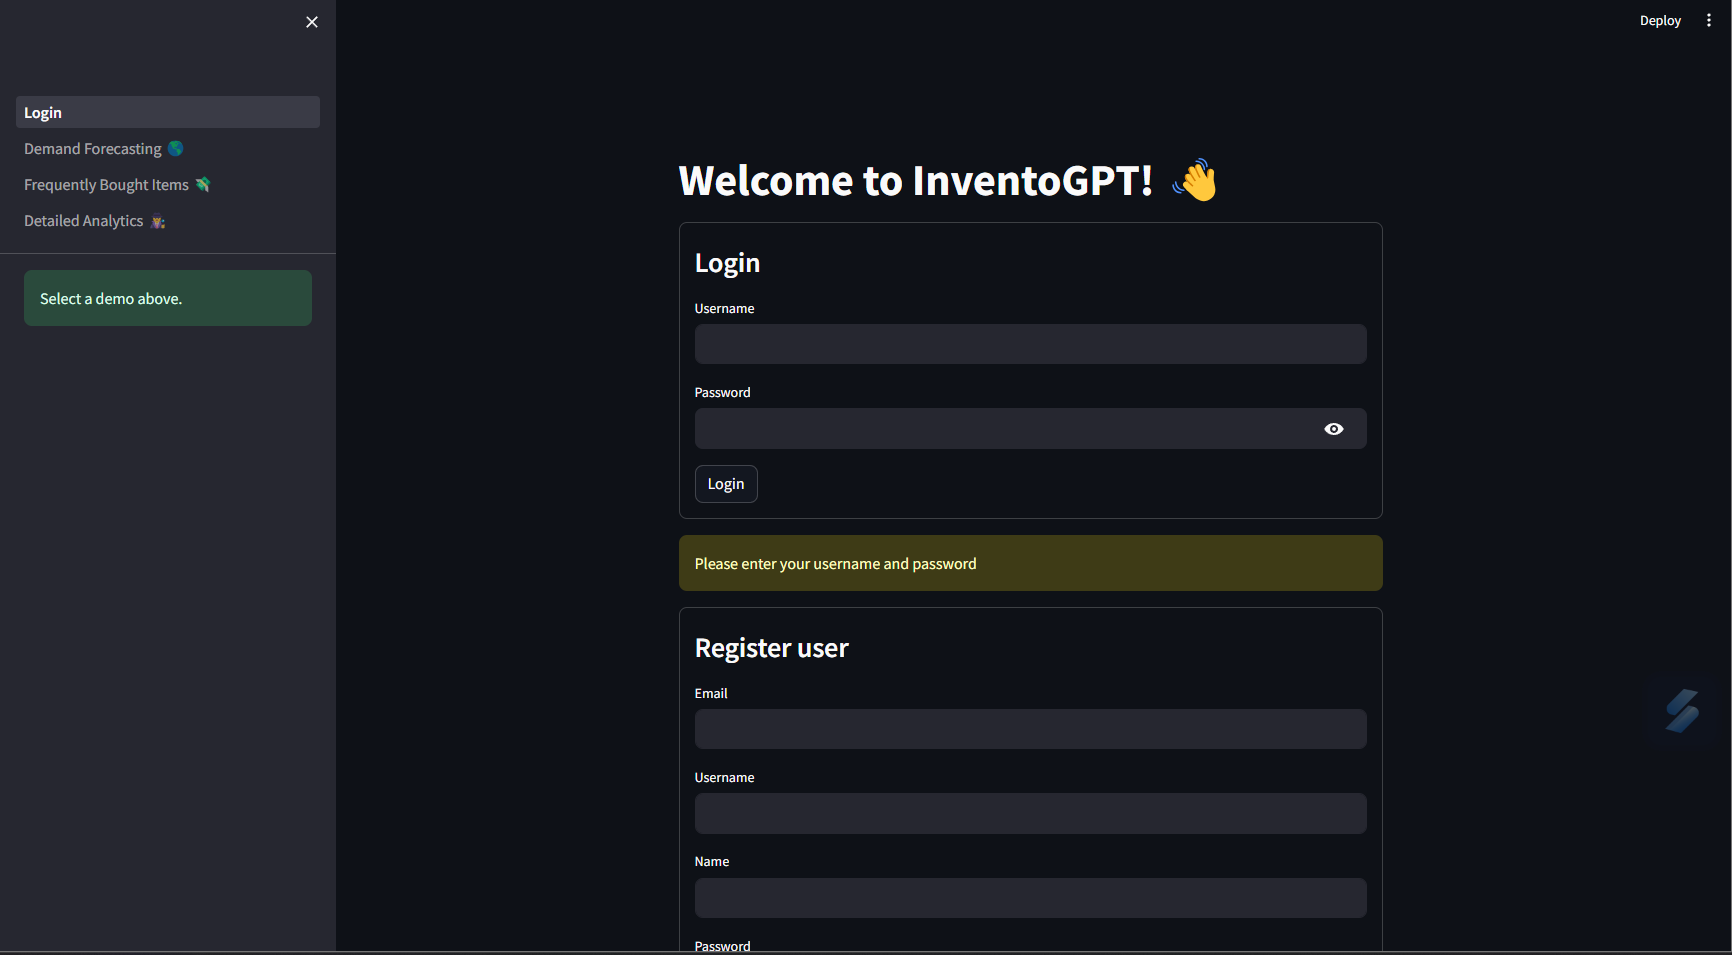 Deploy
Login
Demand Forecasting 🌎
Frequently Bought Items 💸
Detailed Analytics 👩‍🎤
Select a demo above.
Welcome to InventoGPT! 👋
Login
Username
Password
Login
Please enter your username and password
Register user
Email
Username
Name
Password